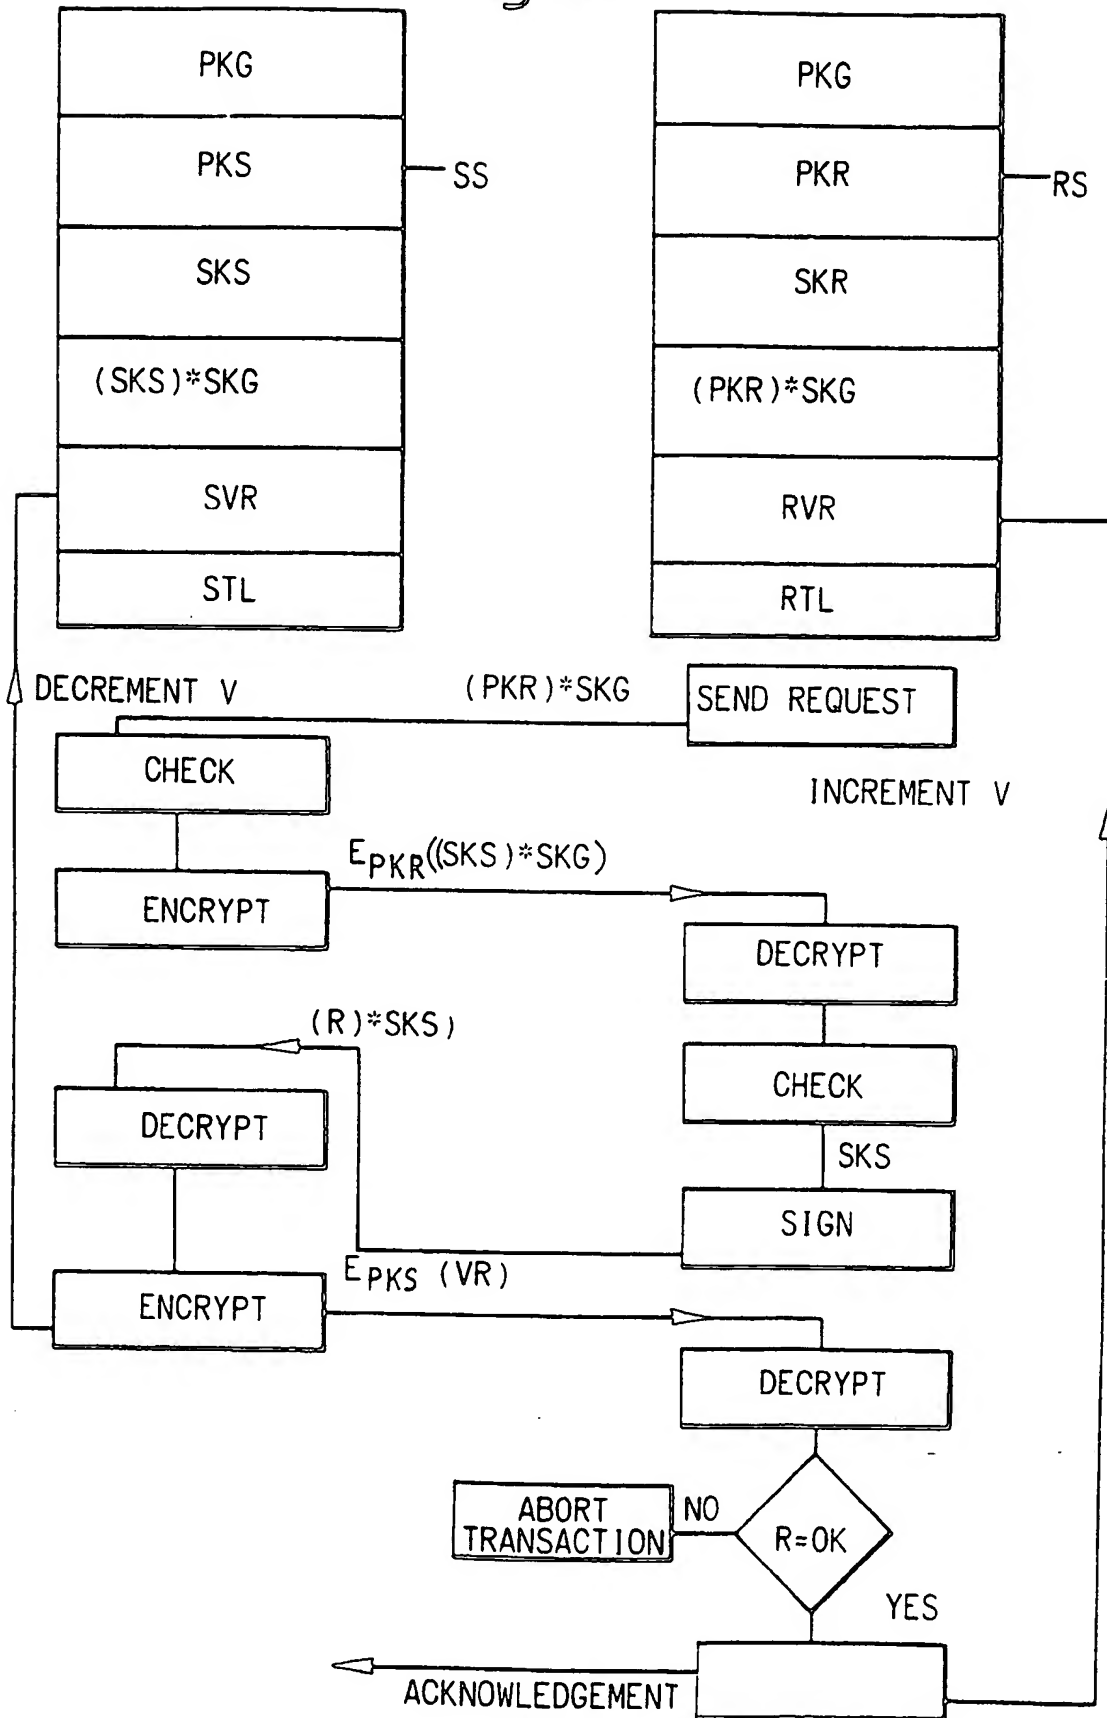 PKG
PKS
SS
SKS
(SKS)*SKG
SVR
STL
PKG
PKR
RS
SKR
(PKR)*SKG
RVR
RTL
DECREMENT V
(PKR)*SKG
SEND REQUEST
CHECK
INCREMENT V
EPKR((SKS)*SKG)
ENCRYPT
DECRYPT
(R)*SKS)
CHECK
DECRYPT
SKS
SIGN
EPKS (VR)
ENCRYPT
DECRYPT
ABORT
TRANSACTION
NO
R=OK
YES
ACKNOWLEDGEMENT